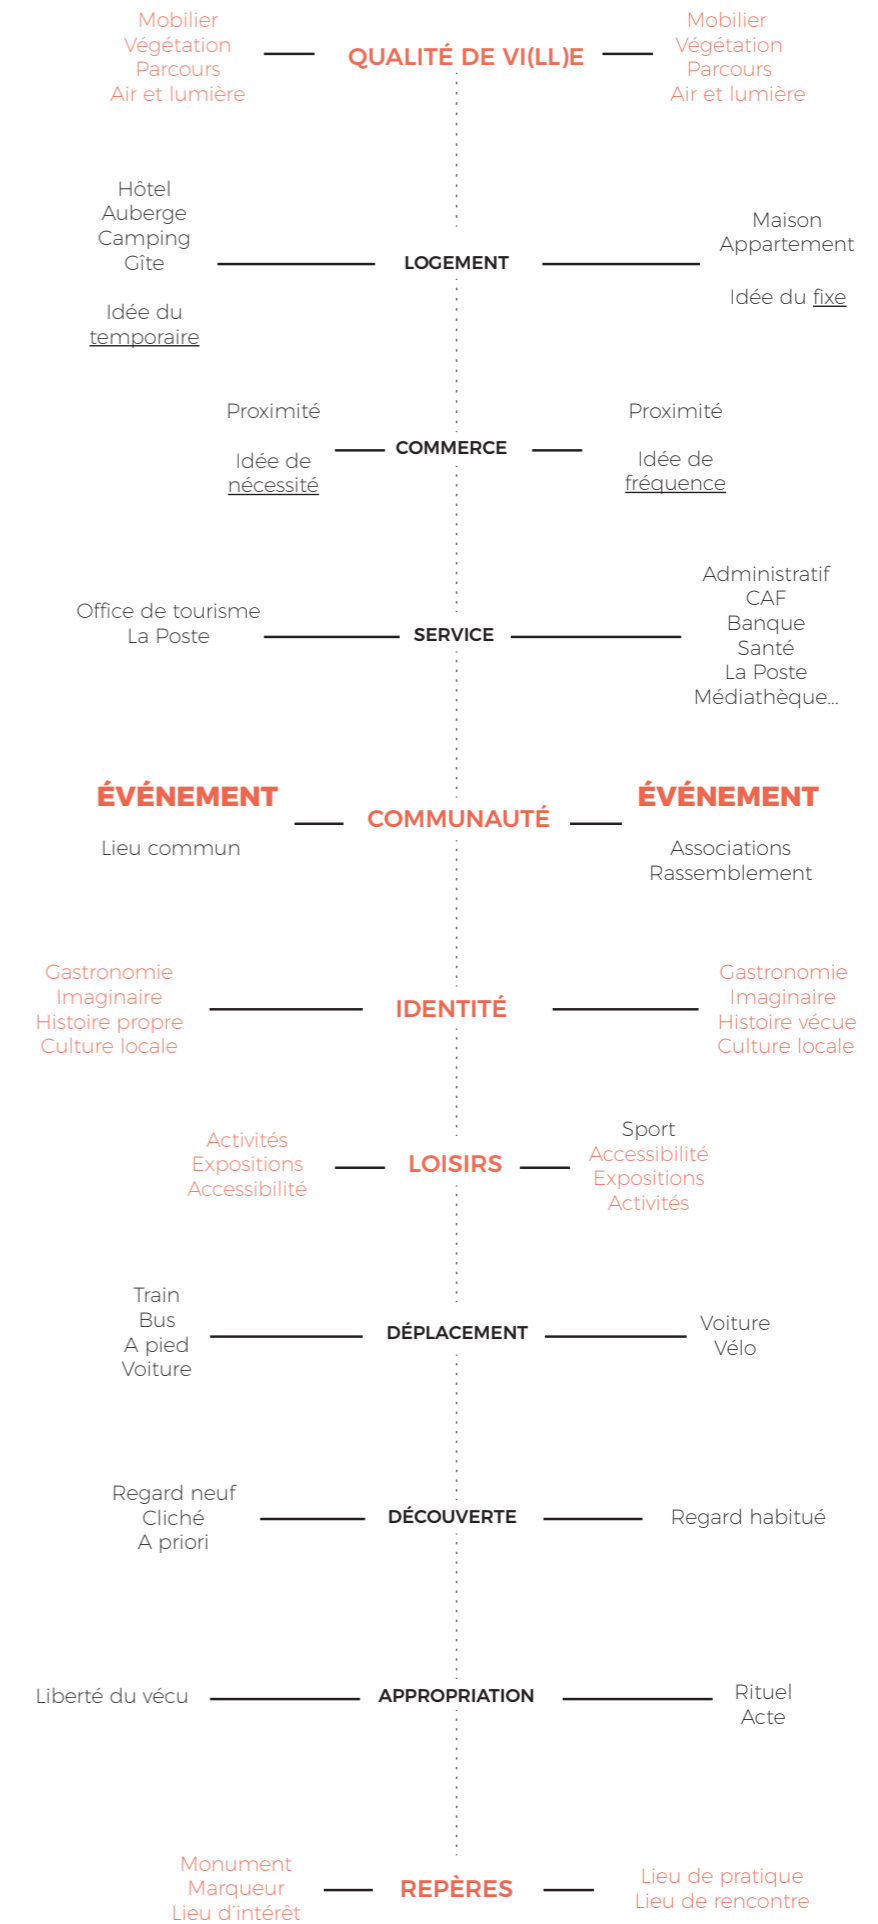 Mobilier
Végétation
Parcours
Air et lumière
QUALITÉ DE VI(LL)E
Mobilier
Végétation
Parcours
Air et lumière
Hôtel
Auberge
Camping
Gîte
Idée du
temporaire
LOGEMENT
Maison
Appartement
Idée du fixe
Proximité
Idée de
nécessité
COMMERCE
Proximité
Idée de
fréquence
Office de tourisme
La Poste
SERVICE
Administratif
CAF
Banque
Santé
La Poste
Médiathèque...
ÉVÉNEMENT
Lieu commun
COMMUNAUTÉ
ÉVÉNEMENT
Associations
Rassemblement
Gastronomie
Imaginaire
Histoire propre
Culture locale
IDENTITÉ
Gastronomie
Imaginaire
Histoire vécue
Culture locale
Activités
Expositions
Accessibilité
LOISIRS
Sport
Accessibilité
Expositions
Activités
Train
Bus
A pied
Voiture
DÉPLACEMENT
Voiture
Vélo
Regard neuf
Cliché
A priori
DÉCOUVERTE
Regard habitué
Liberté du vécu
APPROPRIATION
Rituel
Acte
Monument
Marqueur
Lieu d'intérêt
REPÈRES
Lieu de pratique
Lieu de rencontre